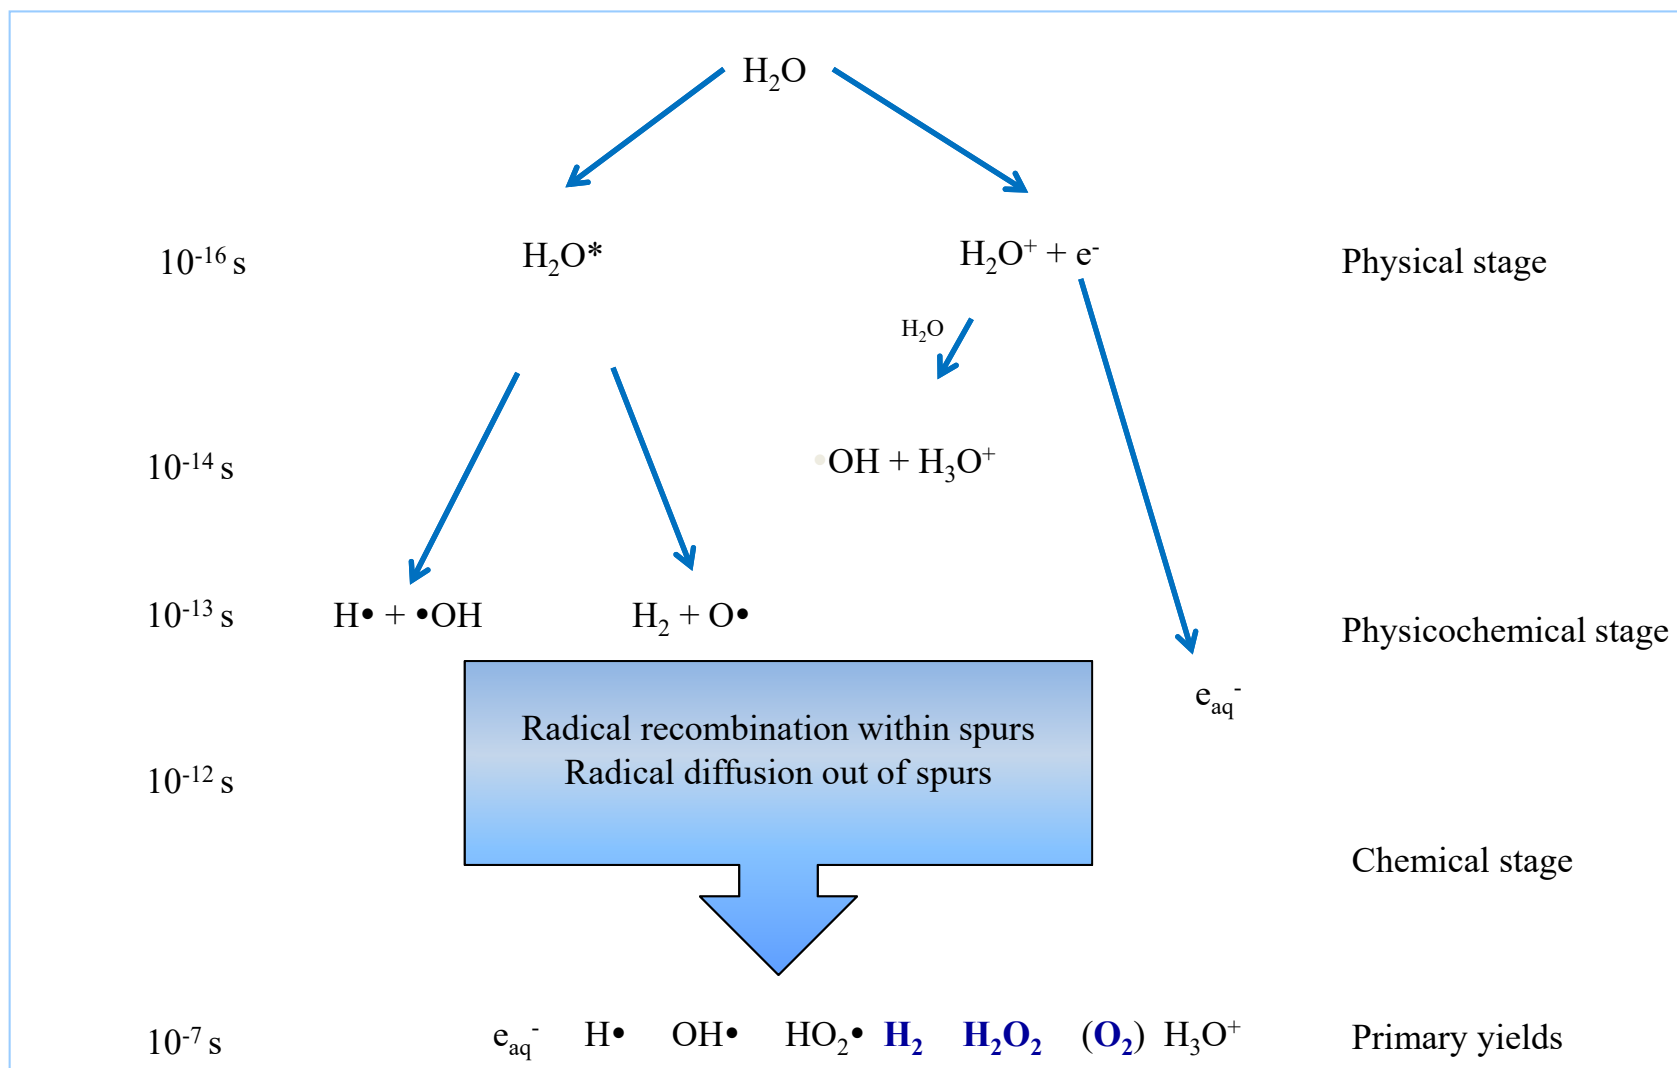 H₂O
10⁻¹⁶ s H₂O* H₂O⁺ + e⁻ Physical stage
H₂O
10⁻¹⁴ s •OH + H₃O⁺
10⁻¹³ s H• + •OH H₂ + O• Physicochemical stage
e_aq⁻
Radical recombination within spurs
Radical diffusion out of spurs
10⁻¹² s
Chemical stage
10⁻⁷ s e_aq⁻ H• OH• HO₂• H₂ H₂O₂ (O₂) H₃O⁺ Primary yields